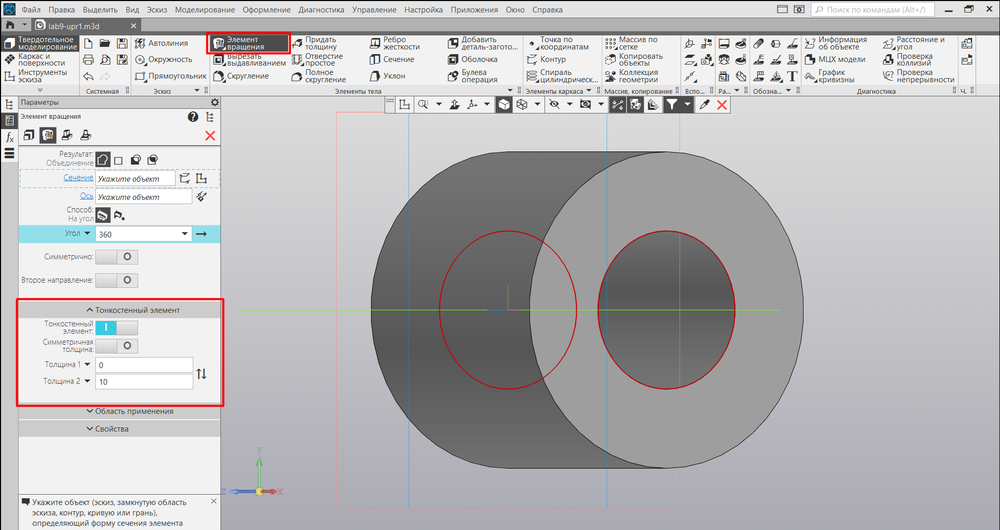 Файл Правка Выделить Вид Эскиз Моделирование Оформление Диагностика Управление Настройка Приложения Окно Справка
Поиск по командам (Alt+/)
lab9-upr1.m3d
Твердотельное моделирование
Каркас и поверхности
Инструменты эскиза
Системная
Автолиния
Окружность
Прямоугольник
Эскиз
Элемент вращения
Вырезать выдавливанием
Скругление
Придать толщину
Отверстие простое
Полное скругление
Ребро жесткости
Сечение
Уклон
Добавить деталь-загото...
Оболочка
Булева операция
Элементы тела
Точка по координатам
Контур
Спираль цилиндрическ...
Элементы каркаса
Массив по сетке
Копировать объекты
Коллекция геометрии
Массив, копирование
Вспо...
Ра...
Обозна...
Информация об объекте
МЦХ модели
График кривизны
Расстояние и угол
Проверка коллизий
Проверка непрерывности
Диагностика
Ч.
Параметры
Элемент вращения
Результат:
Объединение
Сечение Укажите объект
Ось Укажите объект
Способ:
На угол
Угол 360
Симметрично:
Второе направление:
Тонкостенный элемент
Тонкостенный
элемент:
Симметричная
толщина:
Толщина 1 0
Толщина 2 10
Область применения
Свойства
Y
Z
X
Укажите объект (эскиз, замкнутую область
эскиза, контур, кривую или грань),
определяющий форму сечения элемента